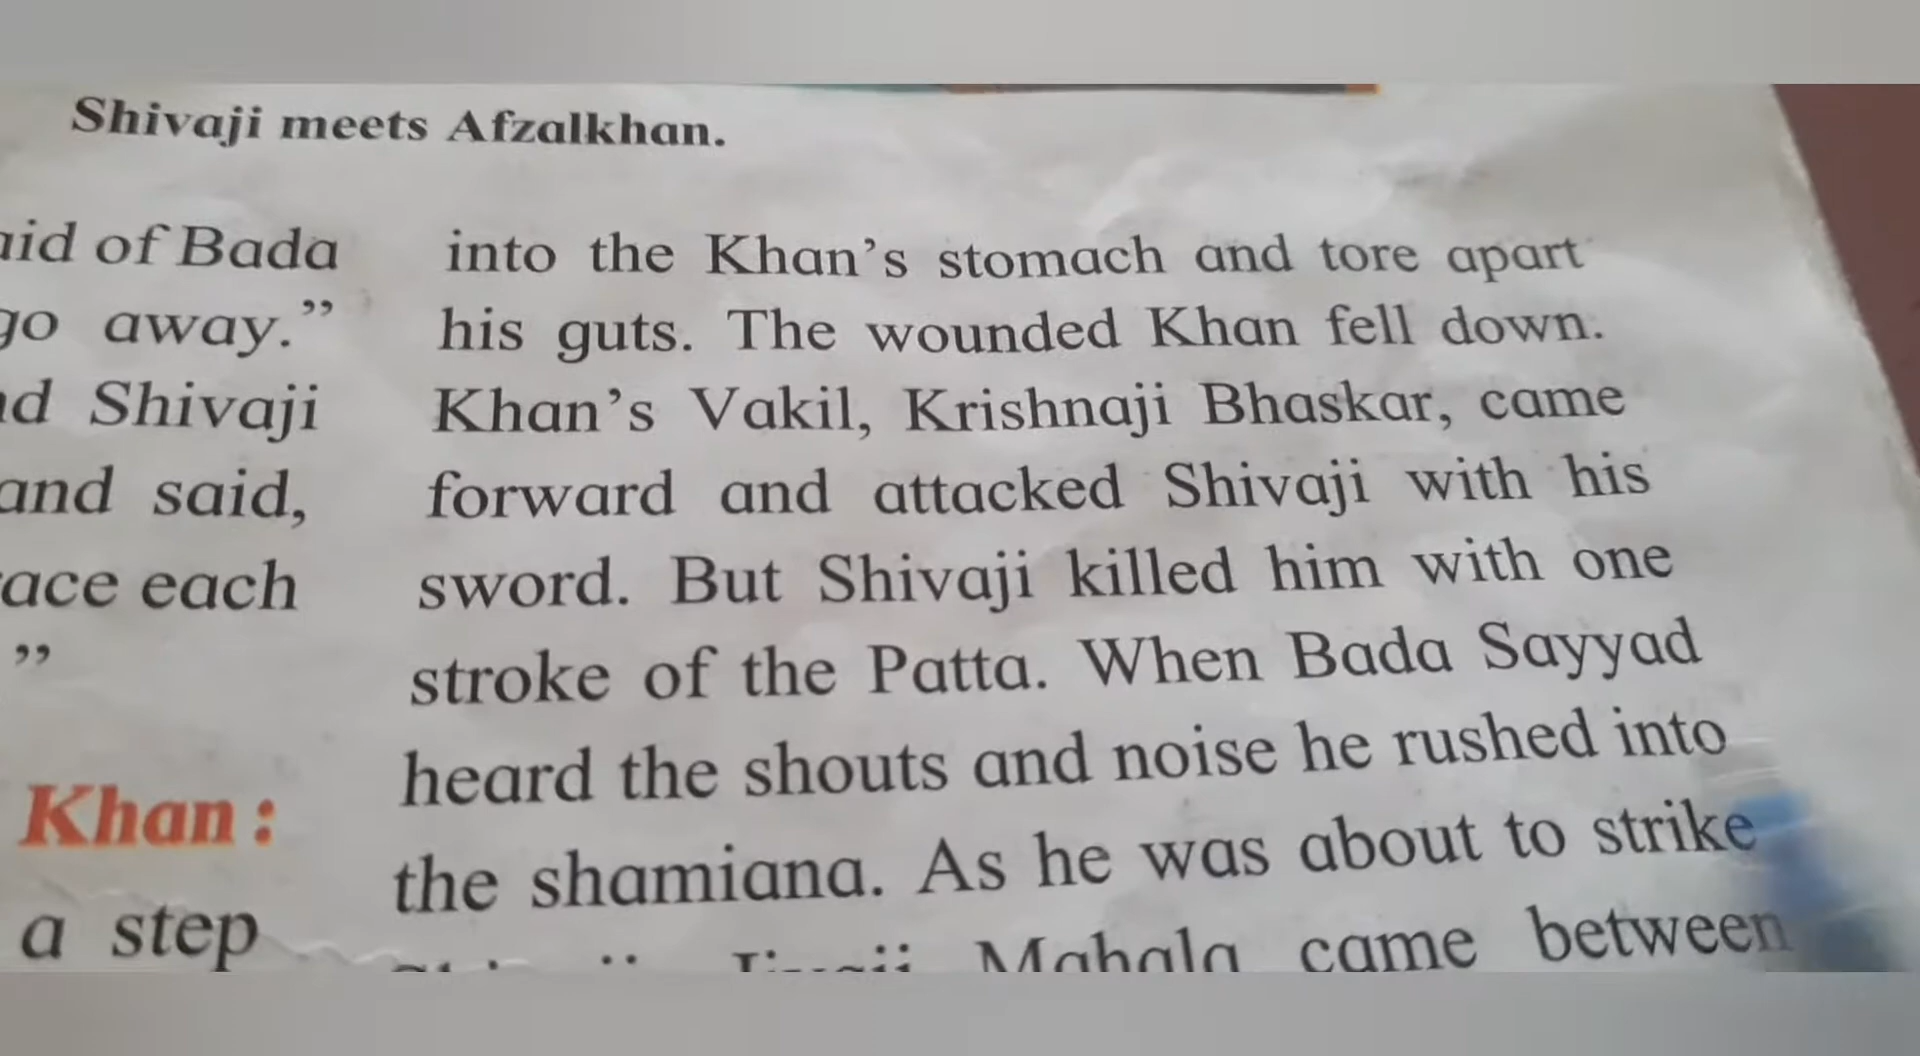 Shivaji meets Afzalkhan.
of Bada
away.”
Shivaji
and said,
each
”
Khan :
a step
into the Khan’s stomach and tore apart
his guts. The wounded Khan fell down.
Khan’s Vakil, Krishnaji Bhaskar, came
forward and attacked Shivaji with his
sword. But Shivaji killed him with one
stroke of the Patta. When Bada Sayyad
heard the shouts and noise he rushed into
the shamiana. As he was about to strike
Mahala came between